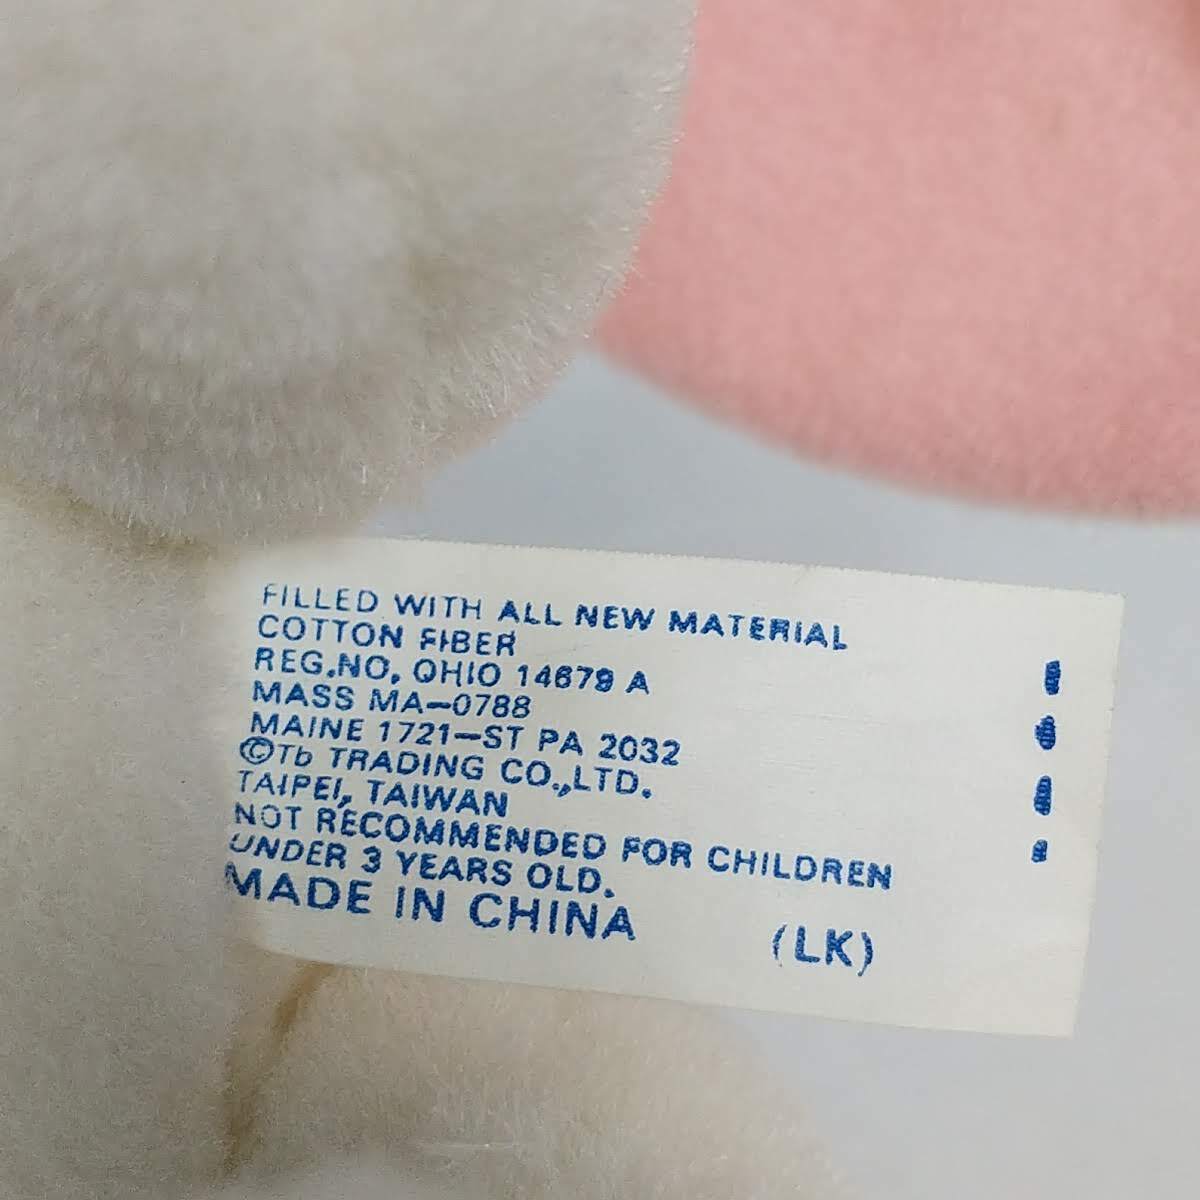 FILLED WITH ALL NEW MATERIAL
COTTON FIBER
REG.NO, OHIO 14679 A
MASS MA-0788
MAINE 1721-ST PA 2032
©Tb TRADING CO.,LTD.
TAIPEI, TAIWAN
NOT RECOMMENDED FOR CHILDREN
UNDER 3 YEARS OLD.
MADE IN CHINA (LK)